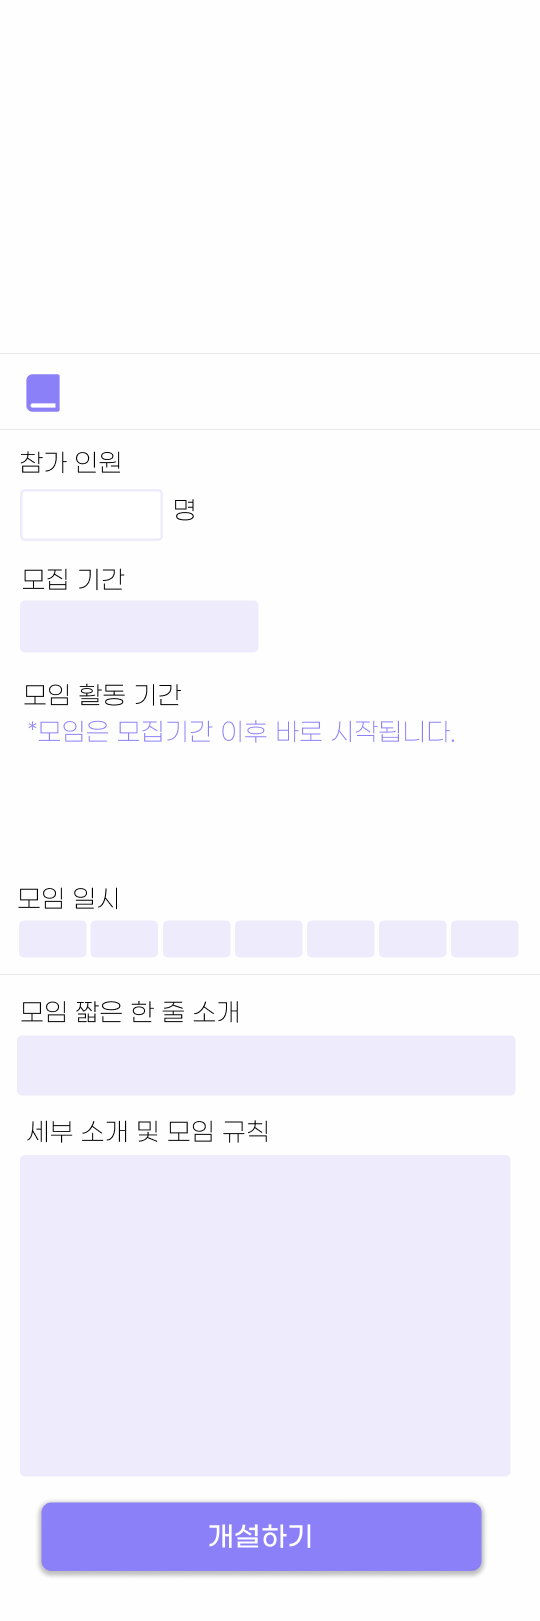 참가 인원
명
모집 기간
모임 활동 기간
*모임은 모집기간 이후 바로 시작됩니다.
모임 일시
모임 짧은 한 줄 소개
세부 소개 및 모임 규칙
개설하기